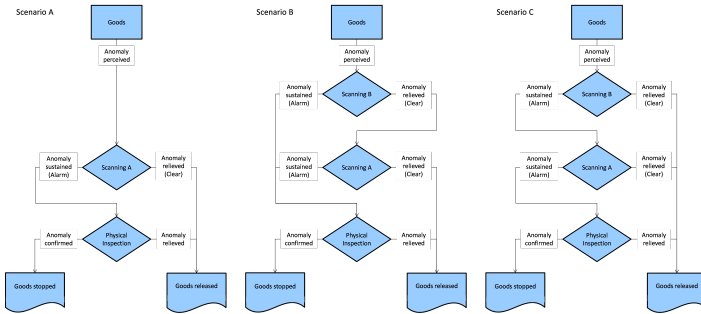 Scenario A
Goods
Anomaly
perceived
Anomaly
sustained
(Alarm)
Scanning A
Anomaly
relieved
(Clear)
Anomaly
confirmed
Physical
Inspection
Anomaly
relieved
Goods stopped
Goods released
Scenario B
Goods
Anomaly
perceived
Anomaly
sustained
(Alarm)
Scanning B
Anomaly
relieved
(Clear)
Anomaly
sustained
(Alarm)
Scanning A
Anomaly
relieved
(Clear)
Anomaly
confirmed
Physical
Inspection
Anomaly
relieved
Goods stopped
Goods released
Scenario C
Goods
Anomaly
perceived
Anomaly
sustained
(Alarm)
Scanning B
Anomaly
relieved
(Clear)
Anomaly
sustained
(Alarm)
Scanning A
Anomaly
relieved
(Clear)
Anomaly
confirmed
Physical
Inspection
Anomaly
relieved
Goods stopped
Goods released